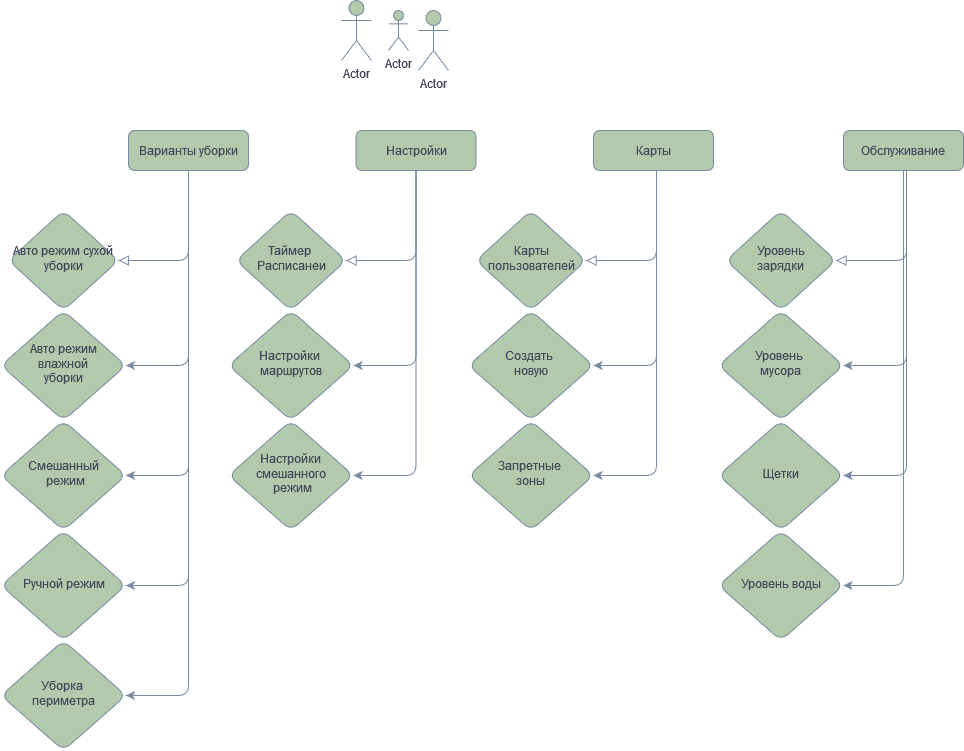 Actor
Actor
Actor
Варианты уборки
Настройки
Карты
Обслуживание
Авто режим сухой
уборки
Таймер
Расписанеи
Карты
пользователей
Уровень
зарядки
Авто режим
влажной
уборки
Настройки
маршрутов
Создать
новую
Уровень
мусора
Смешанный
режим
Настройки
смешанного
режим
Запретные
зоны
Щетки
Ручной режим
Уровень воды
Уборка
периметра